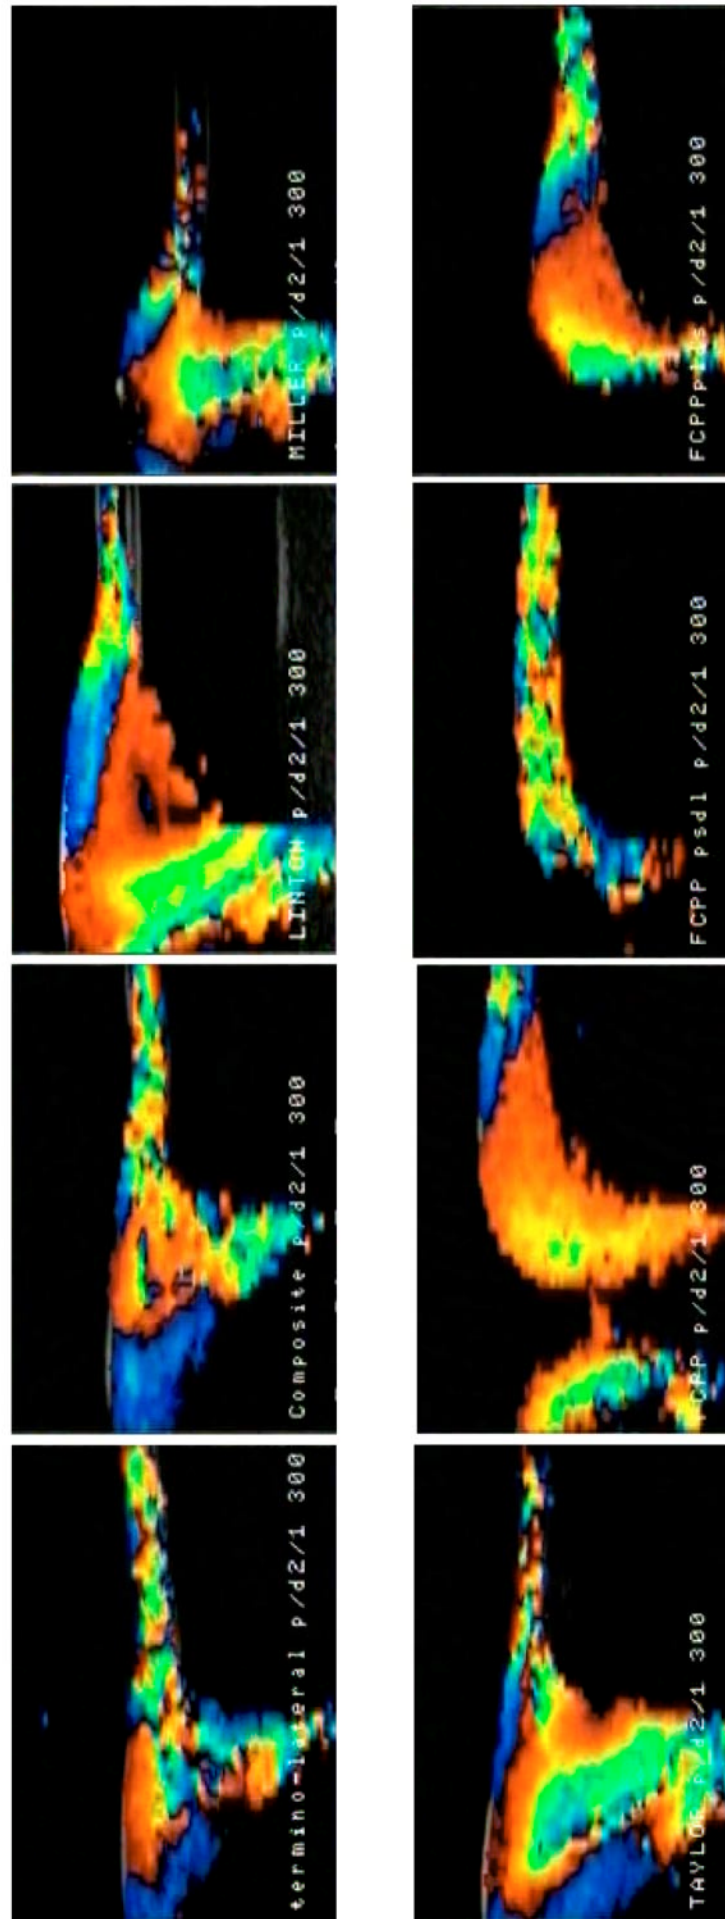 MILLER p/d2/1 300
FCPPplus p/d2/1 300
LINTON p/d2/1 300
FCPP psdl p/d2/1 300
Composite p/d2/1 300
FCPP p/d2/1 300
termino-lateral p/d2/1 300
TAYLOR p/d2/1 300